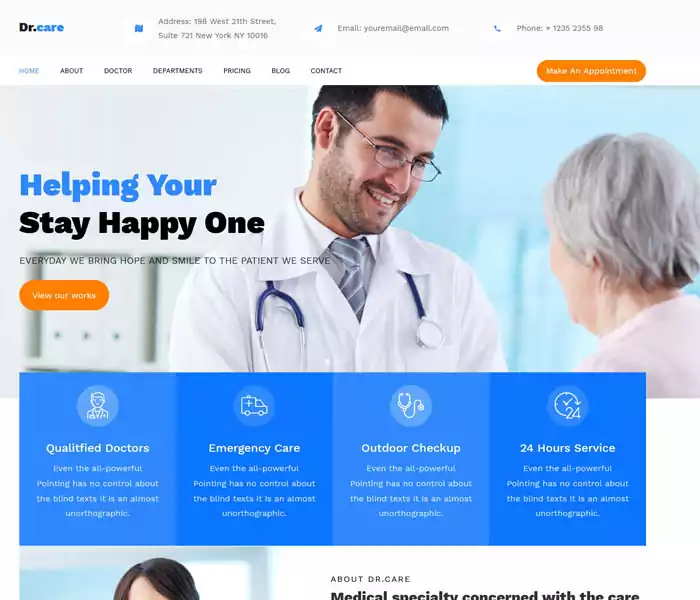 Dr.care
Address: 198 West 21th Street,
Suite 721 New York NY 10016
Email: youremail@email.com
Phone: + 1235 2355 98
HOME ABOUT DOCTOR DEPARTMENTS PRICING BLOG CONTACT
Make An Appointment
Helping Your
Stay Happy One
EVERYDAY WE BRING HOPE AND SMILE TO THE PATIENT WE SERVE
View our works
24
Qualitfied Doctors
Even the all-powerful
Pointing has no control about
the blind texts it is an almost
unorthographic.
Emergency Care
Even the all-powerful
Pointing has no control about
the blind texts it is an almost
unorthographic.
Outdoor Checkup
Even the all-powerful
Pointing has no control about
the blind texts it is an almost
unorthographic.
24 Hours Service
Even the all-powerful
Pointing has no control about
the blind texts it is an almost
unorthographic.
ABOUT DR.CARE
Medical specialty concerned with the care